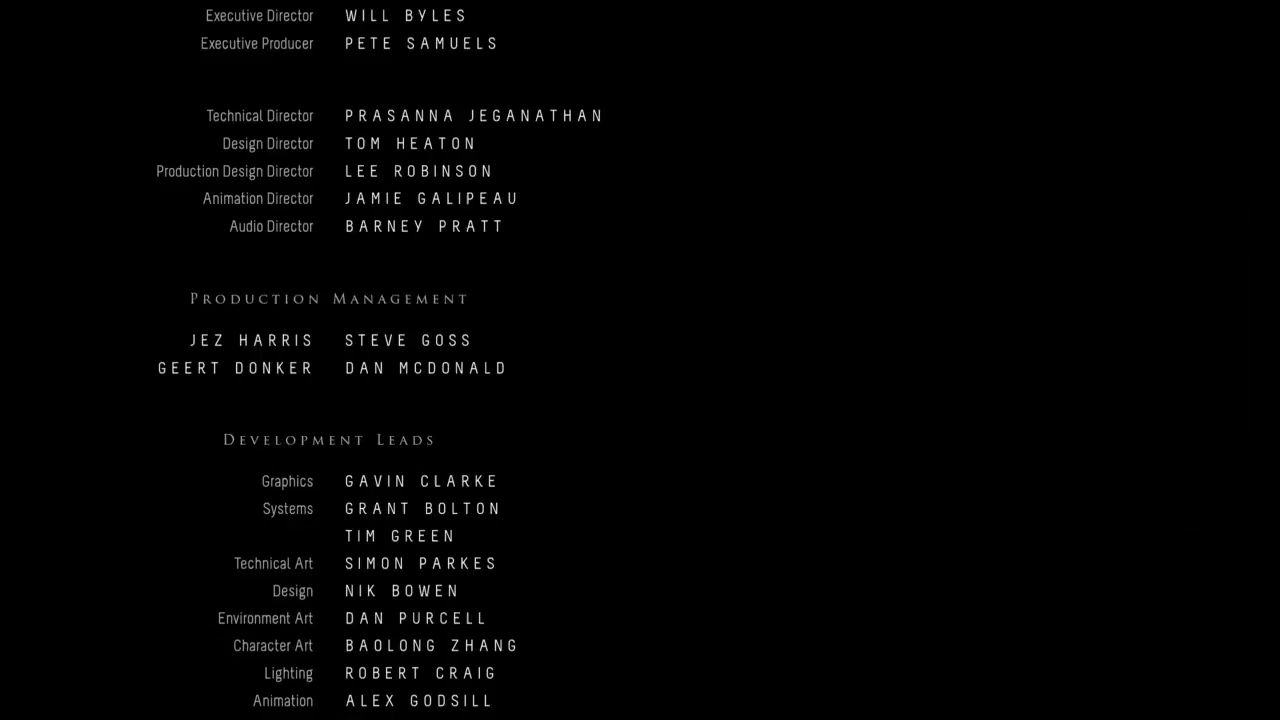 Executive Director WILL BYLES
Executive Producer PETE SAMUELS
Technical Director PRASANNA JEGANATHAN
Design Director TOM HEATON
Production Design Director LEE ROBINSON
Animation Director JAMIE GALIPEAU
Audio Director BARNEY PRATT
PRODUCTION MANAGEMENT
JEZ HARRIS STEVE GOSS
GEERT DONKER DAN MCDONALD
DEVELOPMENT LEADS
Graphics GAVIN CLARKE
Systems GRANT BOLTON
TIM GREEN
Technical Art SIMON PARKES
Design NIK BOWEN
Environment Art DAN PURCELL
Character Art BAOLONG ZHANG
Lighting ROBERT CRAIG
Animation ALEX GODSILL